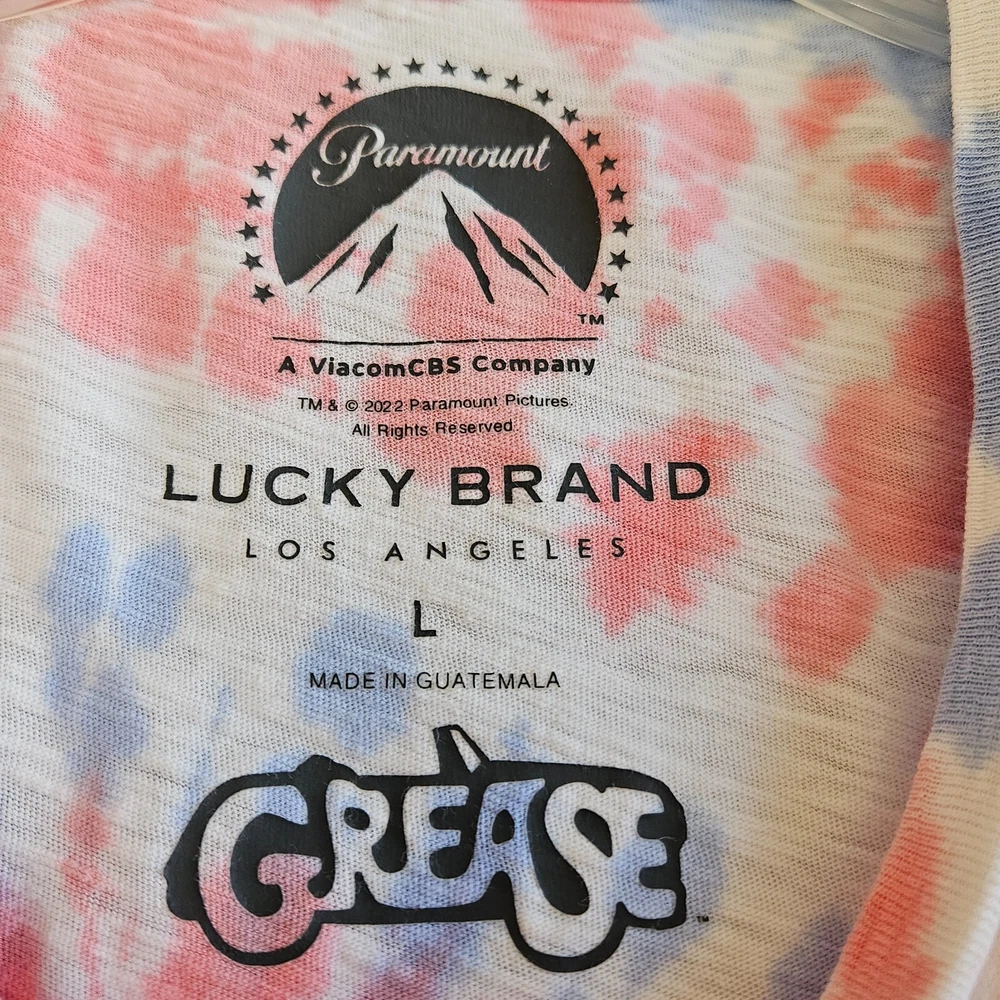 Paramount
TM
A ViacomCBS Company
TM & © 2022 Paramount Pictures.
All Rights Reserved
LUCKY BRAND
LOS ANGELES
L
MADE IN GUATEMALA
GREASE
TM